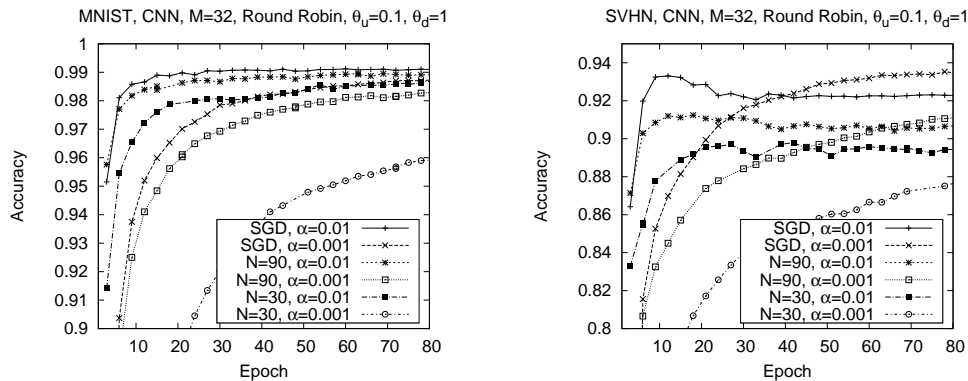 MNIST, CNN, M=32, Round Robin, θu=0.1, θd=1
1
0.99
0.98
0.97
0.96
0.95
0.94
0.93
0.92
0.91
0.9
Accuracy
10 20 30 40 50 60 70 80
Epoch
SGD, α=0.01
SGD, α=0.001
N=90, α=0.01
N=90, α=0.001
N=30, α=0.01
N=30, α=0.001
SVHN, CNN, M=32, Round Robin, θu=0.1, θd=1
0.94
0.92
0.9
0.88
0.86
0.84
0.82
0.8
Accuracy
10 20 30 40 50 60 70 80
Epoch
SGD, α=0.01
SGD, α=0.001
N=90, α=0.01
N=90, α=0.001
N=30, α=0.01
N=30, α=0.001